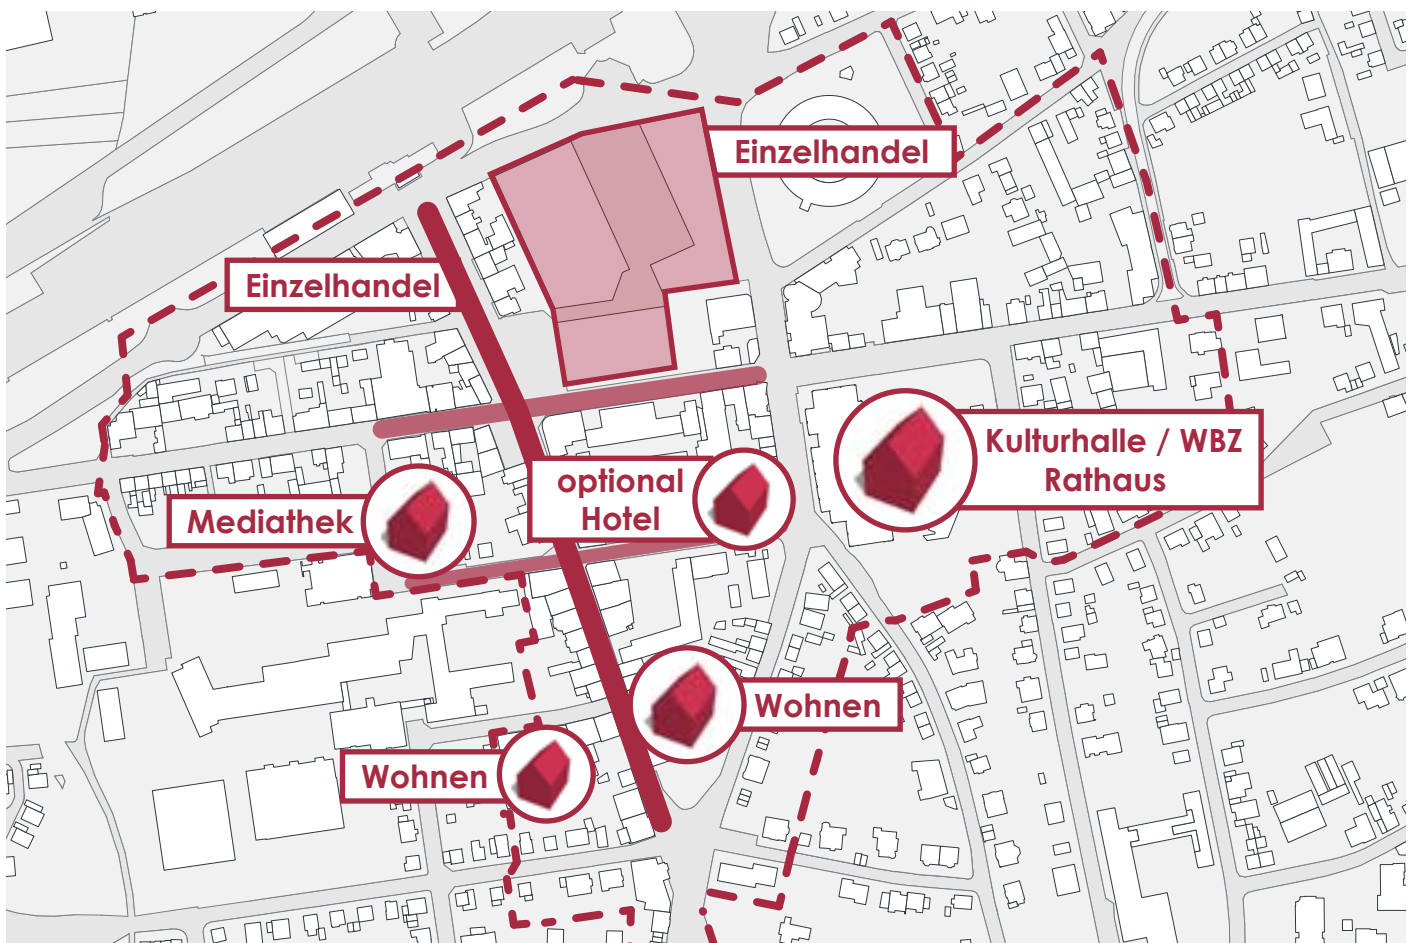 Einzelhandel
Einzelhandel
Kulturhalle / WBZ
Rathaus
optional
Hotel
Mediathek
Wohnen
Wohnen